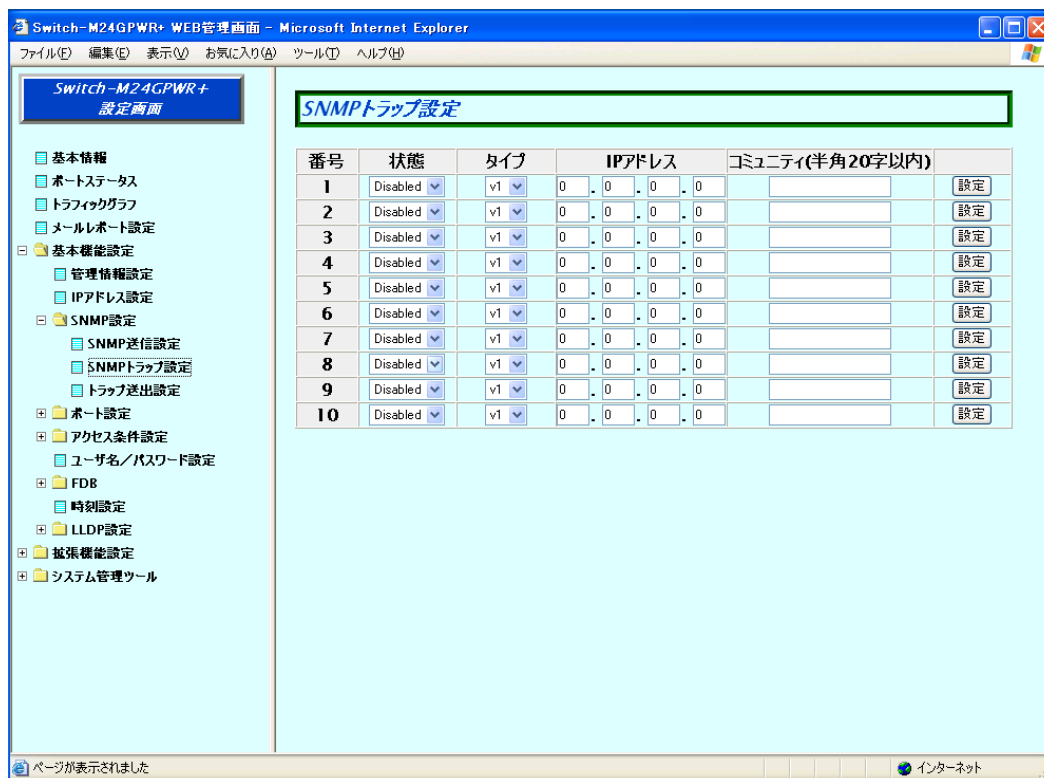 Switch-M24GPWR+ WEB管理画面 - Microsoft Internet Explorer
ファイル(F) 編集(E) 表示(V) お気に入り(A) ツール(T) ヘルプ(H)
Switch-M24GPWR+
設定画面
基本情報
ポートステータス
トラフィックグラフ
メールレポート設定
基本機能設定
管理情報設定
IPアドレス設定
SNMP設定
SNMP送信設定
SNMPトラップ設定
トラップ送出設定
ポート設定
アクセス条件設定
ユーザ名/パスワード設定
FDB
時刻設定
LLDP設定
拡張機能設定
システム管理ツール
SNMPトラップ設定
番号 状態 タイプ IPアドレス コミュニティ(半角20字以内)
1 Disabled v1 0 . 0 . 0 . 0 設定
2 Disabled v1 0 . 0 . 0 . 0 設定
3 Disabled v1 0 . 0 . 0 . 0 設定
4 Disabled v1 0 . 0 . 0 . 0 設定
5 Disabled v1 0 . 0 . 0 . 0 設定
6 Disabled v1 0 . 0 . 0 . 0 設定
7 Disabled v1 0 . 0 . 0 . 0 設定
8 Disabled v1 0 . 0 . 0 . 0 設定
9 Disabled v1 0 . 0 . 0 . 0 設定
10 Disabled v1 0 . 0 . 0 . 0 設定
ページが表示されました インターネット